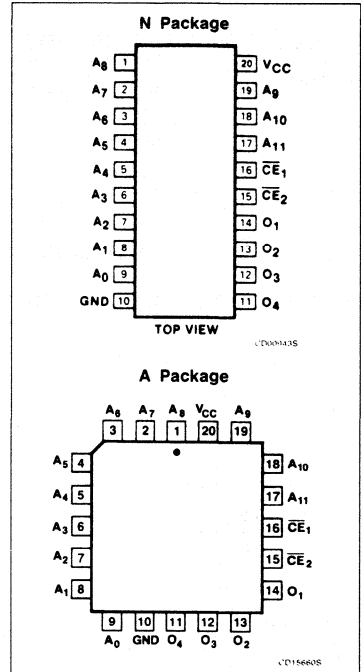 N Package
A8 1 20 VCC
A7 2 19 A9
A6 3 18 A10
A5 4 17 A11
A4 5 16 CE1
A3 6 15 CE2
A2 7 14 O1
A1 8 13 O2
A0 9 12 O3
GND 10 11 O4
TOP VIEW
CD00943S
A Package
A6 A7 A8 VCC A9
3 2 1 20 19
A5 4 18 A10
A4 5 17 A11
A3 6 16 CE1
A2 7 15 CE2
A1 8 14 O1
9 10 11 12 13
A0 GND O4 O3 O2
CD15660S